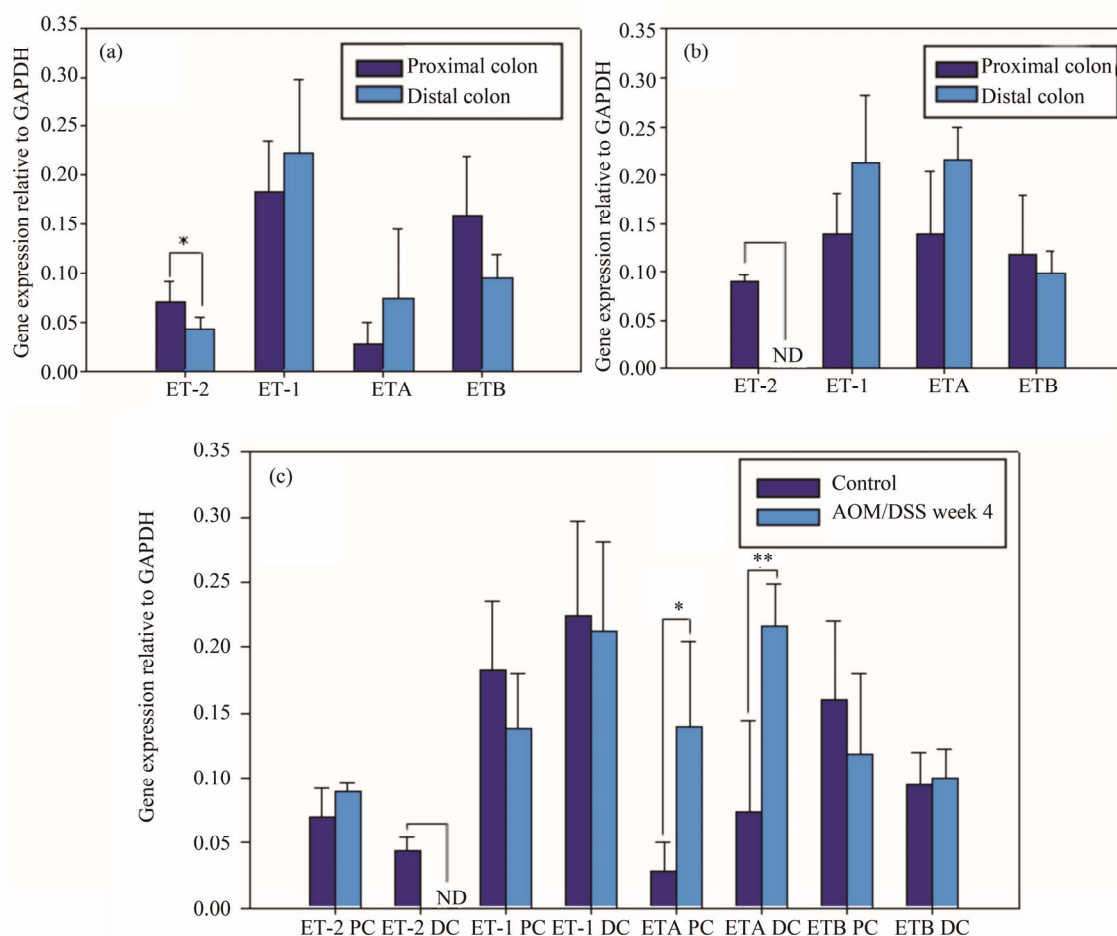 (a)
Proximal colon
Distal colon
Gene expression relative to GAPDH
0.35
0.30
0.25
0.20
0.15
0.10
0.05
0.00
*
ET-2 ET-1 ETA ETB
(b)
Proximal colon
Distal colon
Gene expression relative to GAPDH
0.35
0.30
0.25
0.20
0.15
0.10
0.05
0.00
ND
ET-2 ET-1 ETA ETB
(c)
Control
AOM/DSS week 4
Gene expression relative to GAPDH
0.35
0.30
0.25
0.20
0.15
0.10
0.05
0.00
ND
*
**
ET-2 PC ET-2 DC ET-1 PC ET-1 DC ETA PC ETA DC ETB PC ETB DC